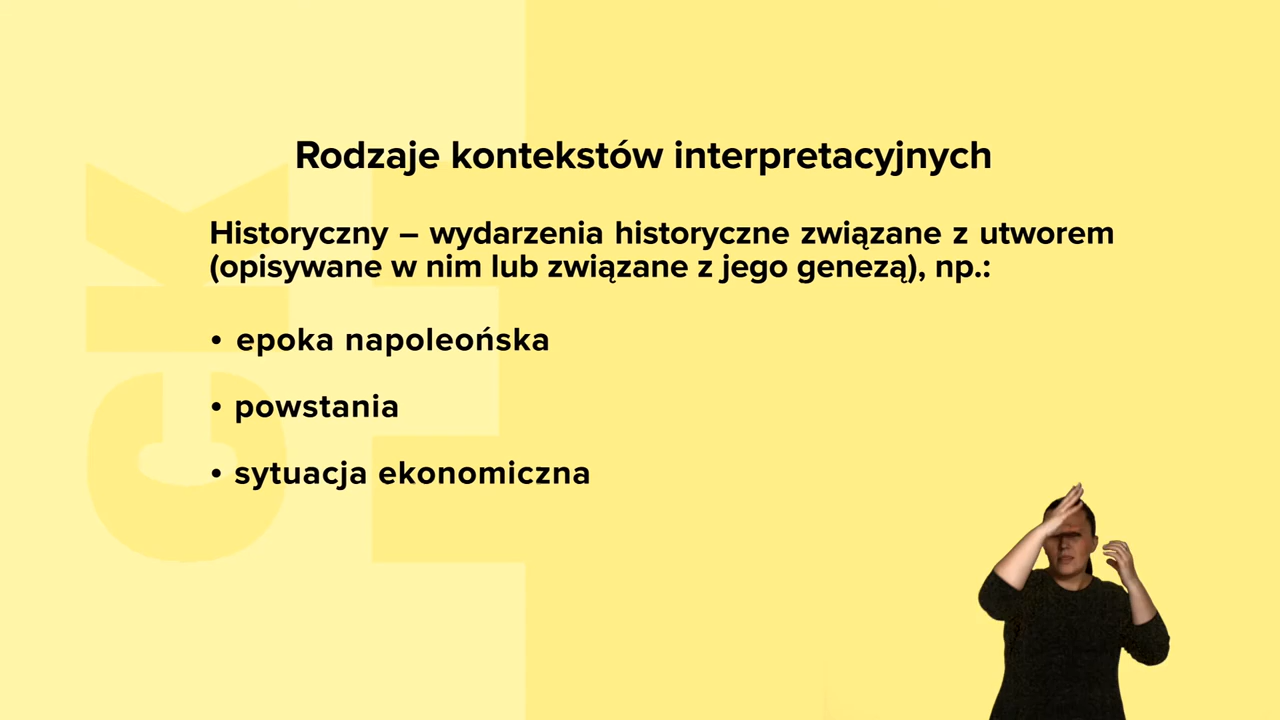 Rodzaje kontekstów interpretacyjnych
Historyczny – wydarzenia historyczne związane z utworem
(opisywane w nim lub związane z jego genezą), np.:
• epoka napoleońska
• powstania
• sytuacja ekonomiczna